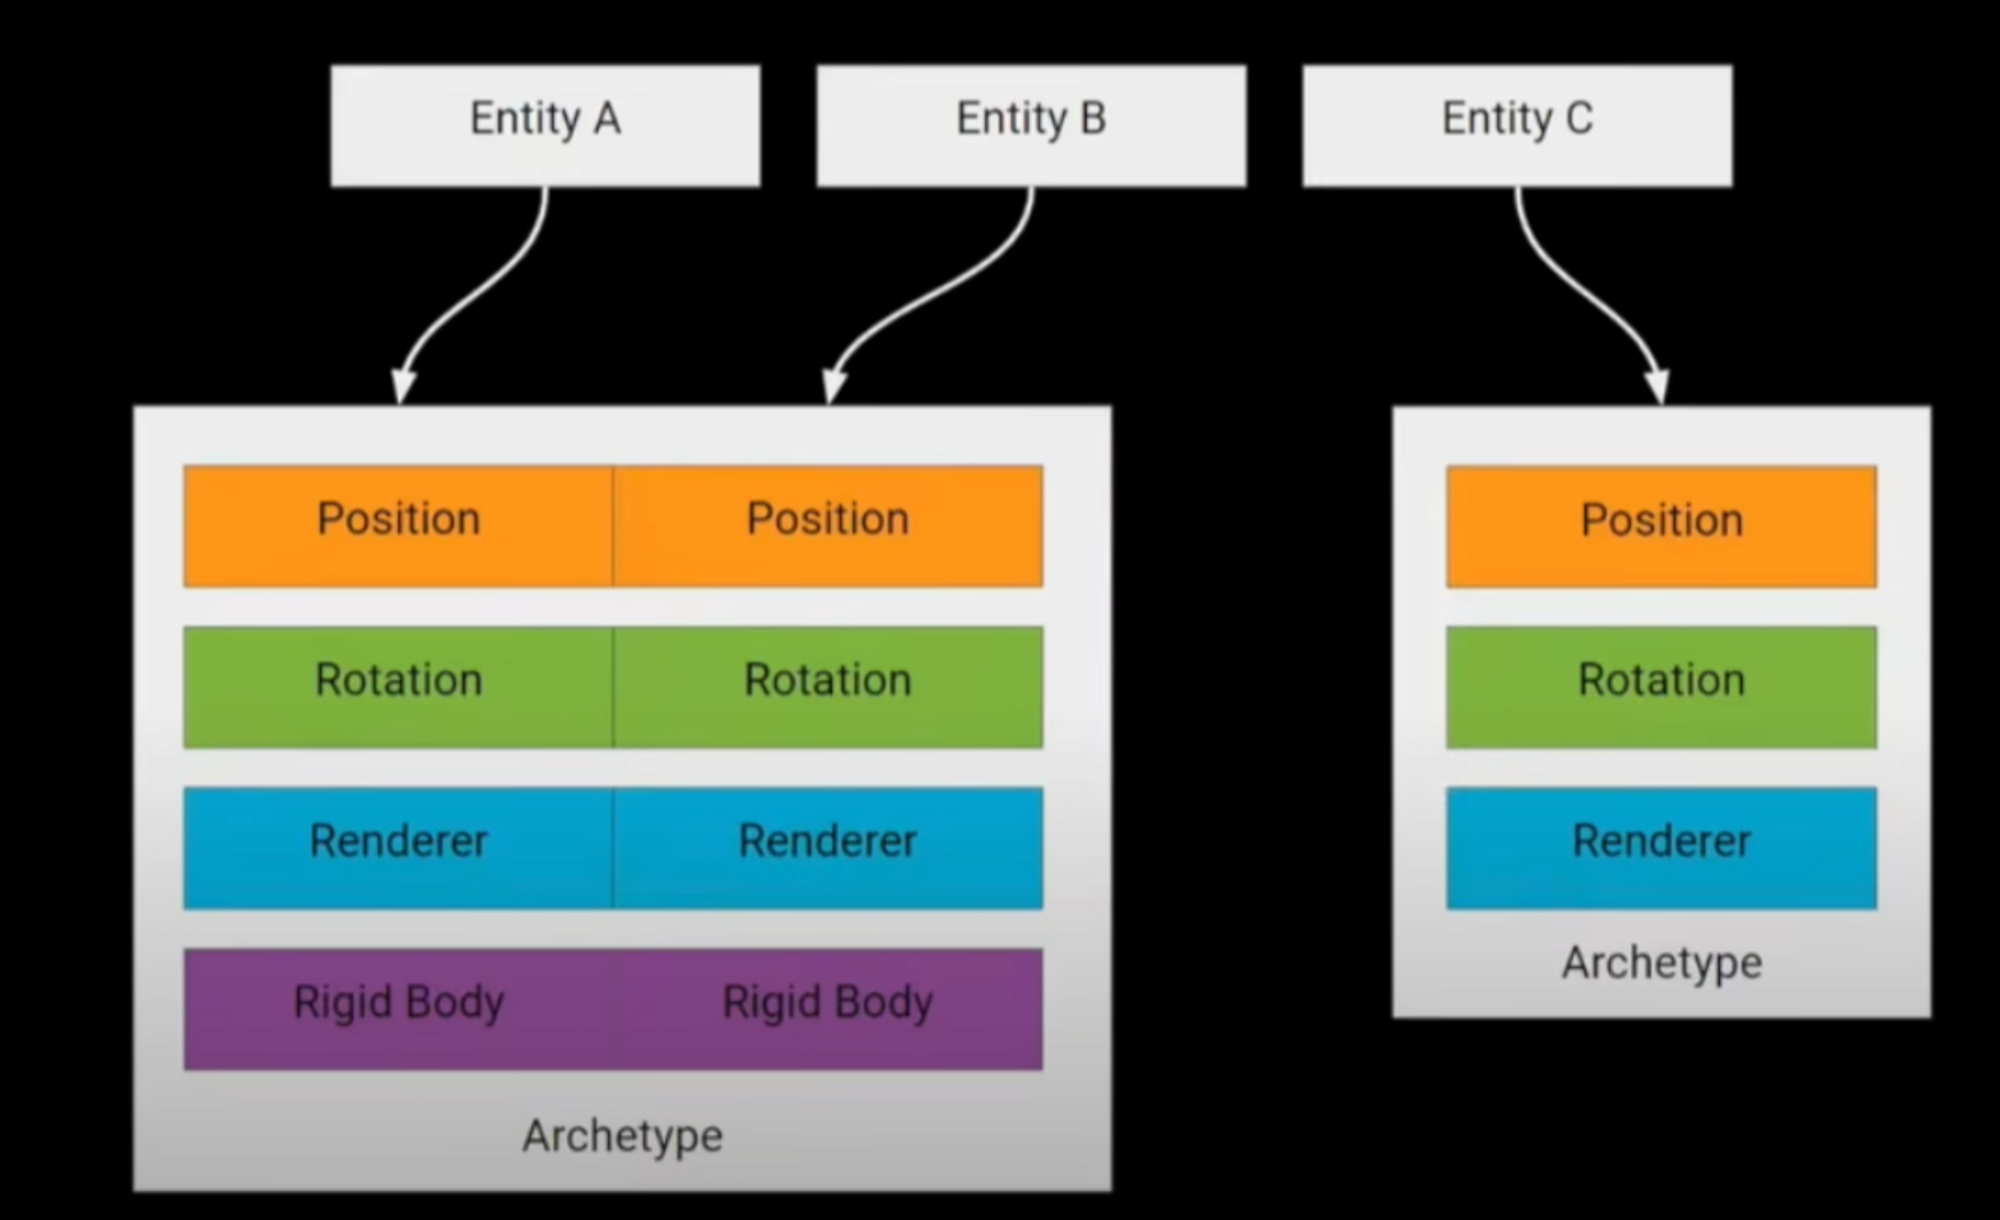 Entity A
Entity B
Entity C
Position Position
Rotation Rotation
Renderer Renderer
Rigid Body Rigid Body
Archetype
Position
Rotation
Renderer
Archetype